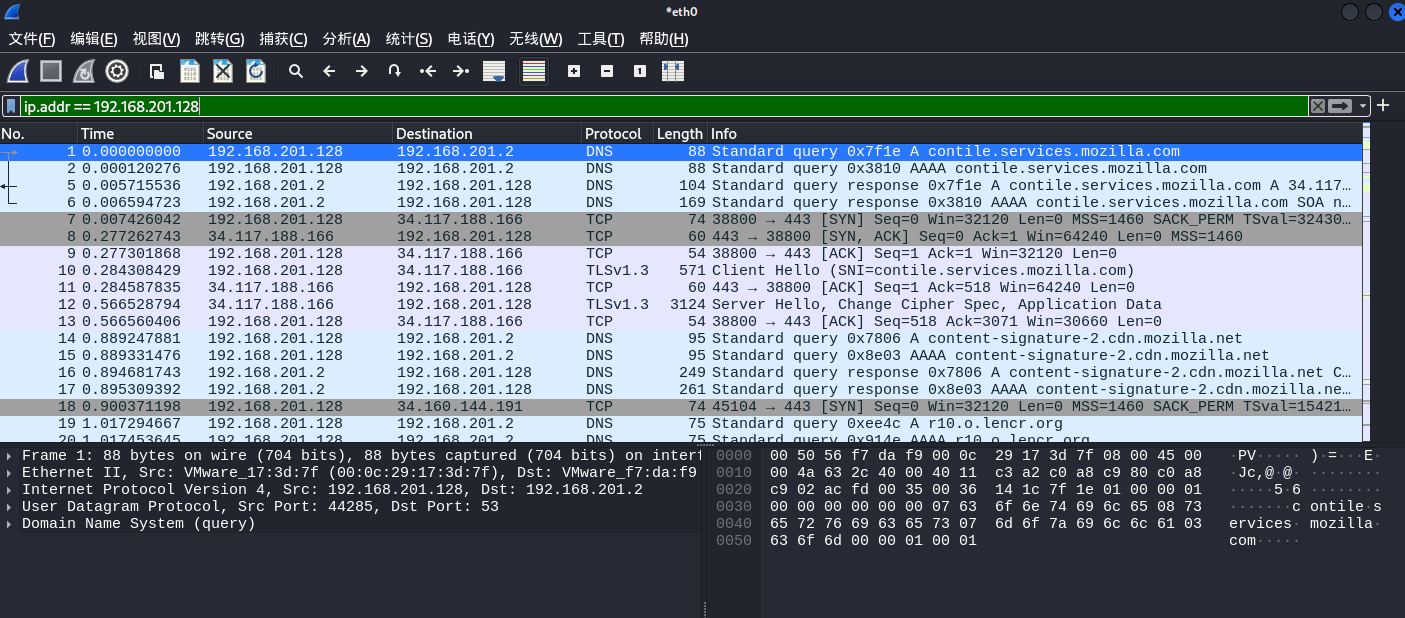 *eth0
文件(F) 编辑(E) 视图(V) 跳转(G) 捕获(C) 分析(A) 统计(S) 电话(Y) 无线(W) 工具(T) 帮助(H)
ip.addr == 192.168.201.128
No. Time Source Destination Protocol Length Info
1 0.000000000 192.168.201.128 192.168.201.2 DNS 88 Standard query 0x7f1e A contile.services.mozilla.com
2 0.000120276 192.168.201.128 192.168.201.2 DNS 88 Standard query 0x3810 AAAA contile.services.mozilla.com
5 0.005715536 192.168.201.2 192.168.201.128 DNS 104 Standard query response 0x7f1e A contile.services.mozilla.com A 34.117…
6 0.006594723 192.168.201.2 192.168.201.128 DNS 169 Standard query response 0x3810 AAAA contile.services.mozilla.com SOA n…
7 0.007426042 192.168.201.128 34.117.188.166 TCP 74 38800 → 443 [SYN] Seq=0 Win=32120 Len=0 MSS=1460 SACK_PERM TSval=32430…
8 0.277262743 34.117.188.166 192.168.201.128 TCP 60 443 → 38800 [SYN, ACK] Seq=0 Ack=1 Win=64240 Len=0 MSS=1460
9 0.277301868 192.168.201.128 34.117.188.166 TCP 54 38800 → 443 [ACK] Seq=1 Ack=1 Win=32120 Len=0
10 0.284308429 192.168.201.128 34.117.188.166 TLSv1.3 571 Client Hello (SNI=contile.services.mozilla.com)
11 0.284587835 34.117.188.166 192.168.201.128 TCP 60 443 → 38800 [ACK] Seq=1 Ack=518 Win=64240 Len=0
12 0.566528794 34.117.188.166 192.168.201.128 TLSv1.3 3124 Server Hello, Change Cipher Spec, Application Data
13 0.566560406 192.168.201.128 34.117.188.166 TCP 54 38800 → 443 [ACK] Seq=518 Ack=3071 Win=30660 Len=0
14 0.889247881 192.168.201.128 192.168.201.2 DNS 95 Standard query 0x7806 A content-signature-2.cdn.mozilla.net
15 0.889331476 192.168.201.128 192.168.201.2 DNS 95 Standard query 0x8e03 AAAA content-signature-2.cdn.mozilla.net
16 0.894681743 192.168.201.2 192.168.201.128 DNS 249 Standard query response 0x7806 A content-signature-2.cdn.mozilla.net C…
17 0.895309392 192.168.201.2 192.168.201.128 DNS 261 Standard query response 0x8e03 AAAA content-signature-2.cdn.mozilla.ne…
18 0.900371198 192.168.201.128 34.160.144.191 TCP 74 45104 → 443 [SYN] Seq=0 Win=32120 Len=0 MSS=1460 SACK_PERM TSval=15421…
19 1.017294667 192.168.201.128 192.168.201.2 DNS 75 Standard query 0xee4c A r10.o.lencr.org
20 1.017453645 192.168.201.128 192.168.201.2 DNS 75 Standard query 0x914e AAAA r10.o.lencr.org
Frame 1: 88 bytes on wire (704 bits), 88 bytes captured (704 bits) on interf
Ethernet II, Src: VMware_17:3d:7f (00:0c:29:17:3d:7f), Dst: VMware_f7:da:f9
Internet Protocol Version 4, Src: 192.168.201.128, Dst: 192.168.201.2
User Datagram Protocol, Src Port: 44285, Dst Port: 53
Domain Name System (query)
0000 00 50 56 f7 da f9 00 0c 29 17 3d 7f 08 00 45 00 ·PV····· )·=···E·
0010 00 4a 63 2c 40 00 40 11 c3 a2 c0 a8 c9 80 c0 a8 ·Jc,@·@· ········
0020 c9 02 ac fd 00 35 00 36 14 1c 7f 1e 01 00 00 01 ·····5·6 ········
0030 00 00 00 00 00 00 07 63 6f 6e 74 69 6c 65 08 73 ·······c ontile·s
0040 65 72 76 69 63 65 73 07 6d 6f 7a 69 6c 6c 61 03 ervices· mozilla·
0050 63 6f 6d 00 00 01 00 01 com·····